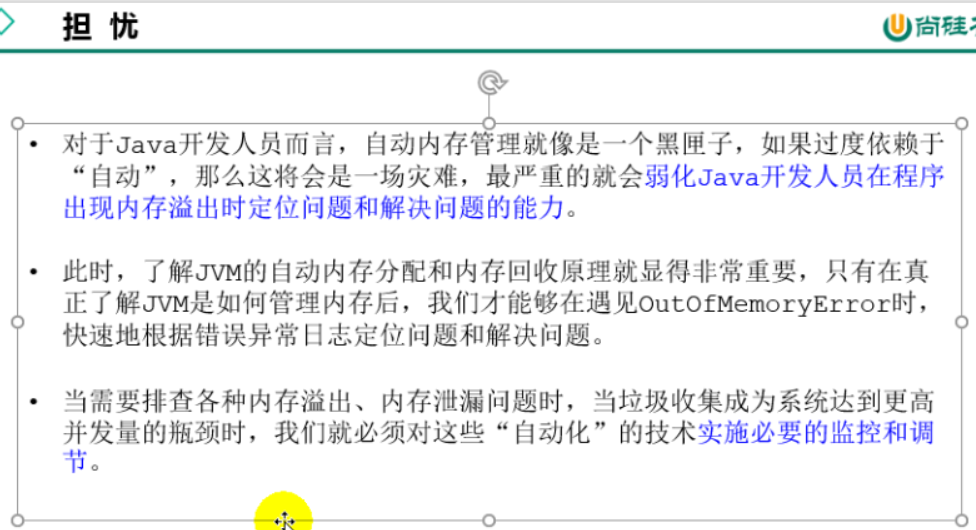 担 忧
尚硅
• 对于Java开发人员而言，自动内存管理就像是一个黑匣子，如果过度依赖于
“自动”，那么这将会是一场灾难，最严重的就会弱化Java开发人员在程序
出现内存溢出时定位问题和解决问题的能力。
• 此时，了解JVM的自动内存分配和内存回收原理就显得非常重要，只有在真
正了解JVM是如何管理内存后，我们才能够在遇见OutOfMemoryError时，
快速地根据错误异常日志定位问题和解决问题。
• 当需要排查各种内存溢出、内存泄漏问题时，当垃圾收集成为系统达到更高
并发量的瓶颈时，我们就必须对这些“自动化”的技术实施必要的监控和调
节。